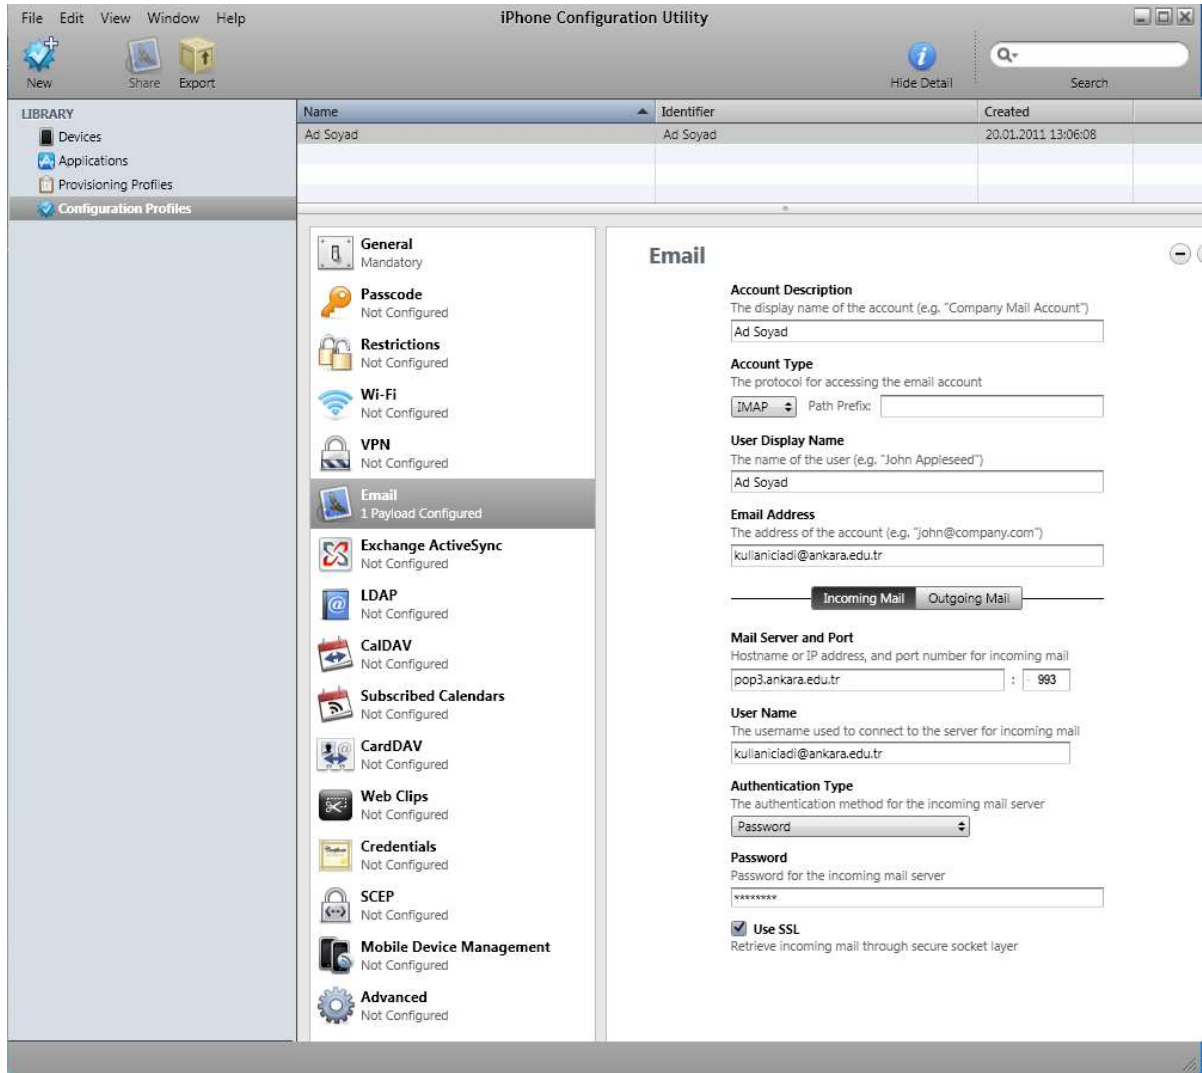 File Edit View Window Help
iPhone Configuration Utility
New
Share
Export
Hide Detail
Search
LIBRARY
Devices
Applications
Provisioning Profiles
Configuration Profiles
Name Identifier Created
Ad Soyad Ad Soyad 20.01.2011 13:06:08
General
Mandatory
Passcode
Not Configured
Restrictions
Not Configured
Wi-Fi
Not Configured
VPN
Not Configured
Email
1 Payload Configured
Exchange ActiveSync
Not Configured
LDAP
Not Configured
CalDAV
Not Configured
Subscribed Calendars
Not Configured
CardDAV
Not Configured
Web Clips
Not Configured
Credentials
Not Configured
SCEP
Not Configured
Mobile Device Management
Not Configured
Advanced
Not Configured
Email
Account Description
The display name of the account (e.g. "Company Mail Account")
Ad Soyad
Account Type
The protocol for accessing the email account
IMAP Path Prefix:
User Display Name
The name of the user (e.g. "John Appleseed")
Ad Soyad
Email Address
The address of the account (e.g. "john@company.com")
kullaniciadi@ankara.edu.tr
Incoming Mail Outgoing Mail
Mail Server and Port
Hostname or IP address, and port number for incoming mail
pop3.ankara.edu.tr : 993
User Name
The username used to connect to the server for incoming mail
kullaniciadi@ankara.edu.tr
Authentication Type
The authentication method for the incoming mail server
Password
Password
Password for the incoming mail server
********
Use SSL
Retrieve incoming mail through secure socket layer